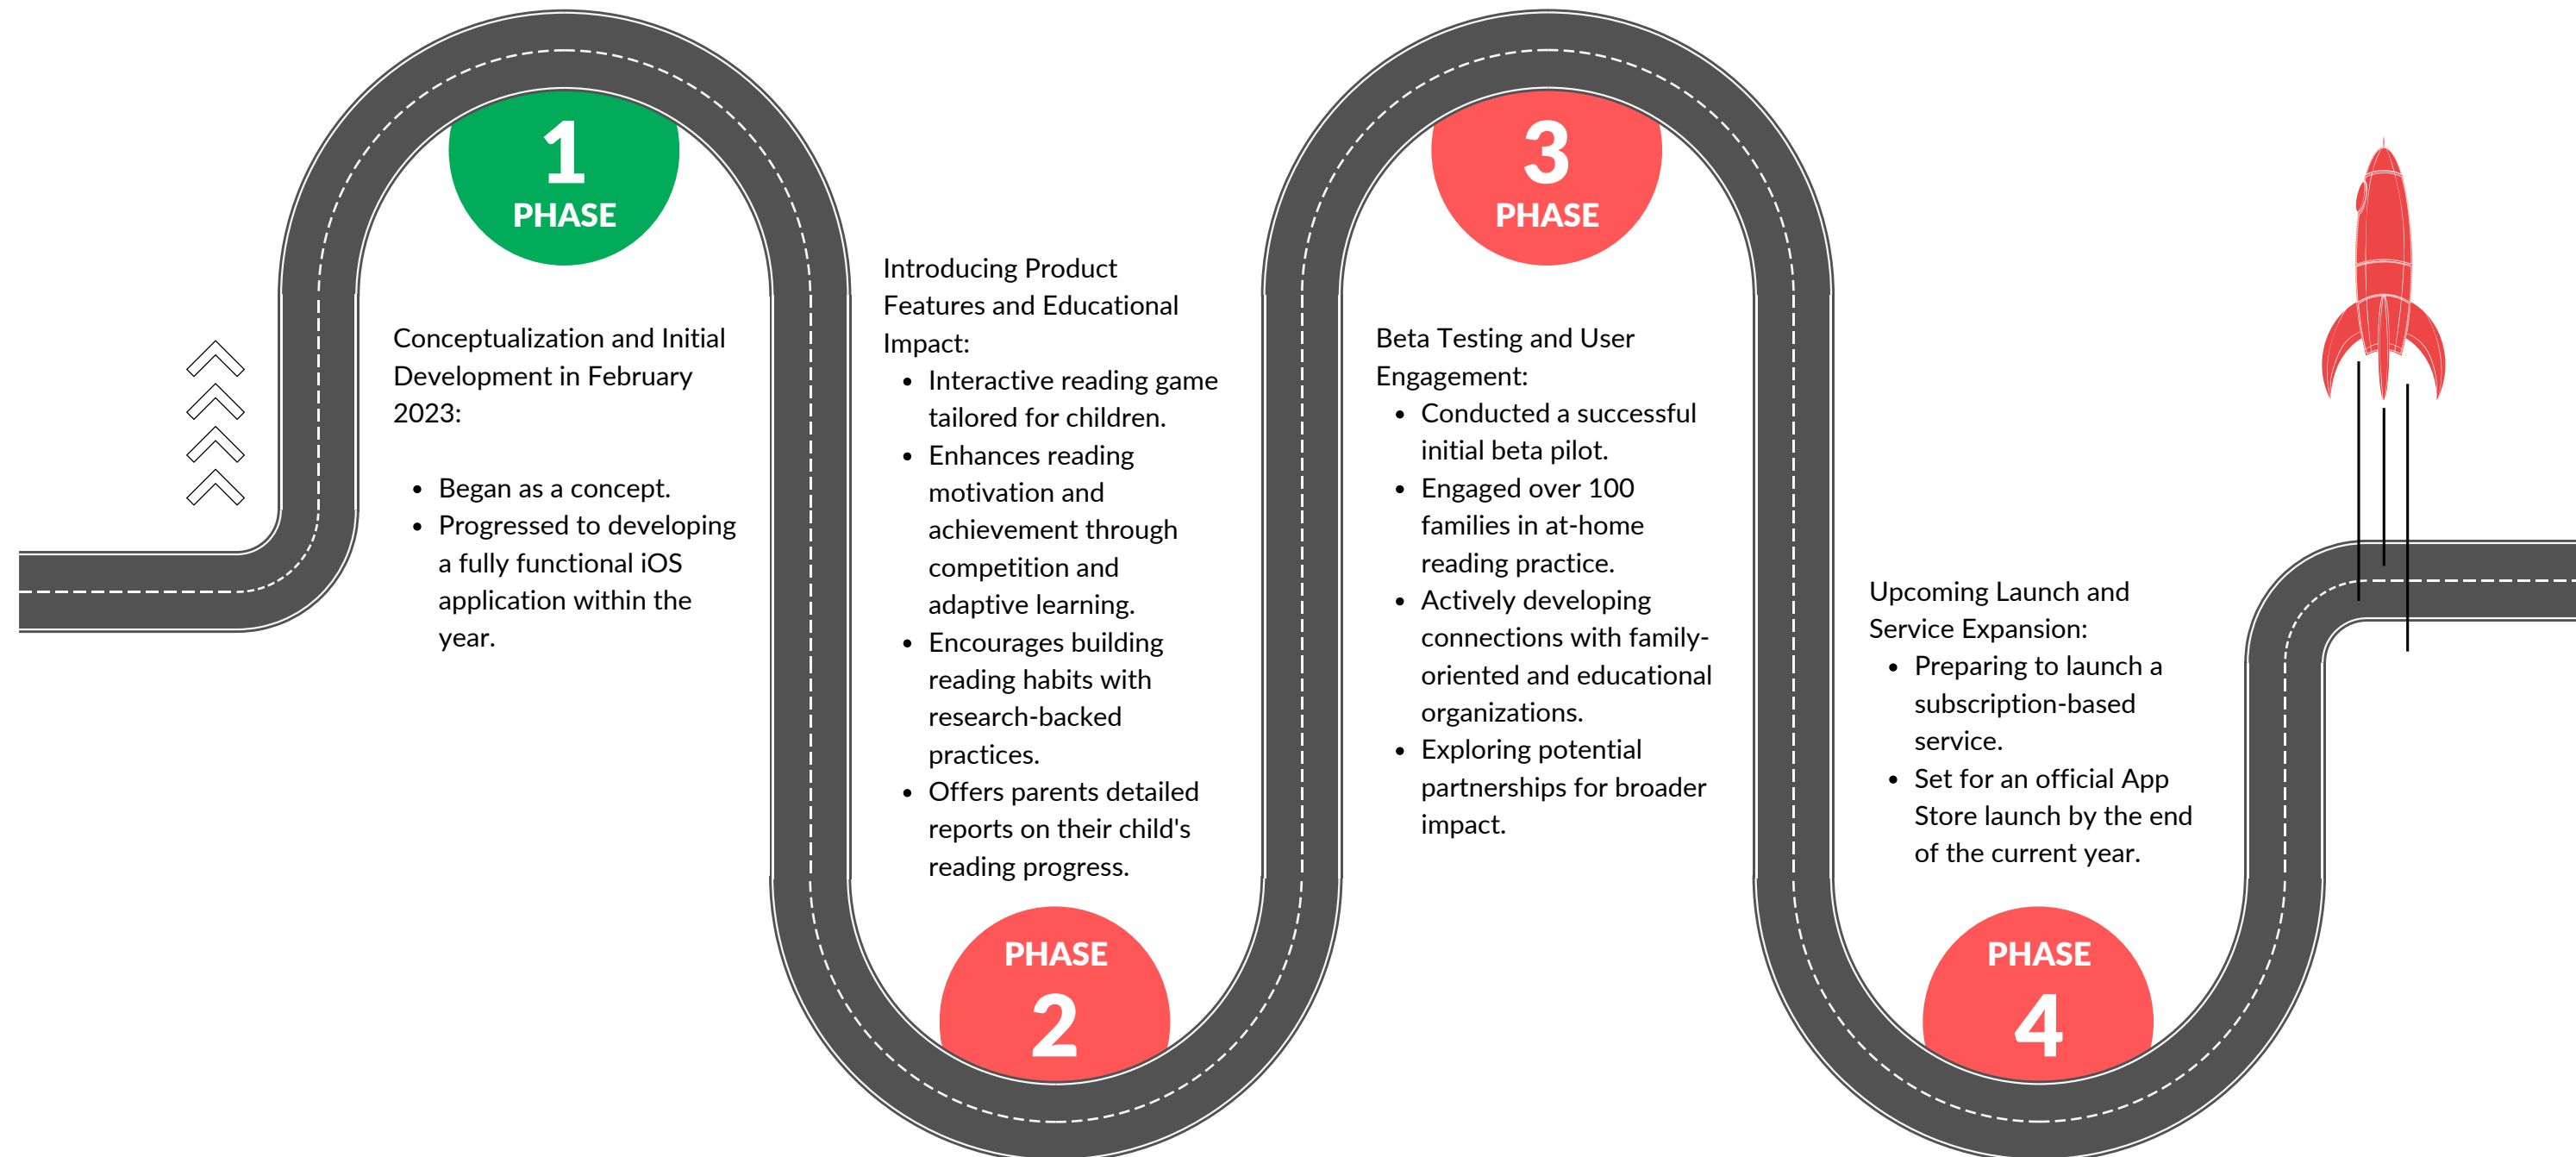 1
PHASE
Conceptualization and Initial
Development in February
2023:
• Began as a concept.
• Progressed to developing
a fully functional iOS
application within the
year.
Introducing Product
Features and Educational
Impact:
• Interactive reading game
tailored for children.
• Enhances reading
motivation and
achievement through
competition and
adaptive learning.
• Encourages building
reading habits with
research-backed
practices.
• Offers parents detailed
reports on their child's
reading progress.
PHASE
2
3
PHASE
Beta Testing and User
Engagement:
• Conducted a successful
initial beta pilot.
• Engaged over 100
families in at-home
reading practice.
• Actively developing
connections with family-
oriented and educational
organizations.
• Exploring potential
partnerships for broader
impact.
Upcoming Launch and
Service Expansion:
• Preparing to launch a
subscription-based
service.
• Set for an official App
Store launch by the end
of the current year.
PHASE
4